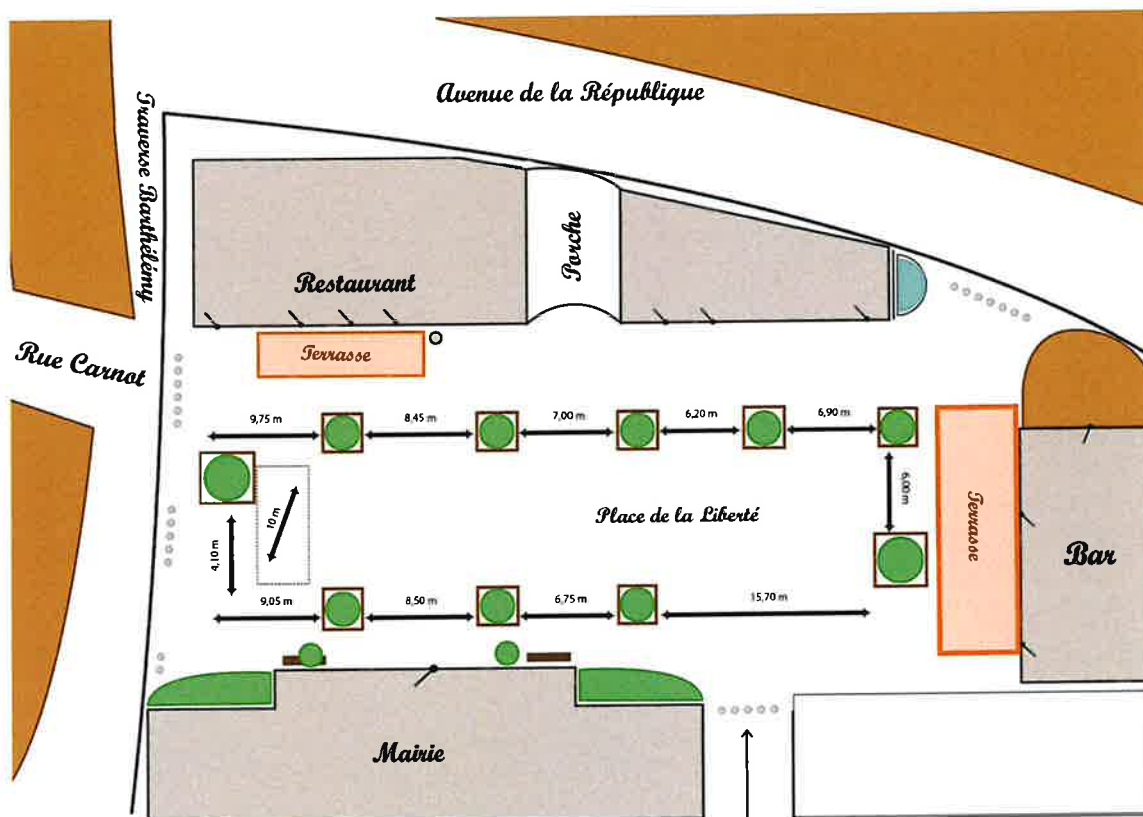 Avenue de la République
Traverse Barthélémy
Porche
Restaurant
Terrasse
Rue Carnot
9,75 m
8,45 m
7,00 m
6,20 m
6,90 m
6,00 m
10 m
Place de la Liberté
Terrasse
Bar
4,10 m
9,05 m
8,50 m
6,75 m
15,70 m
Mairie